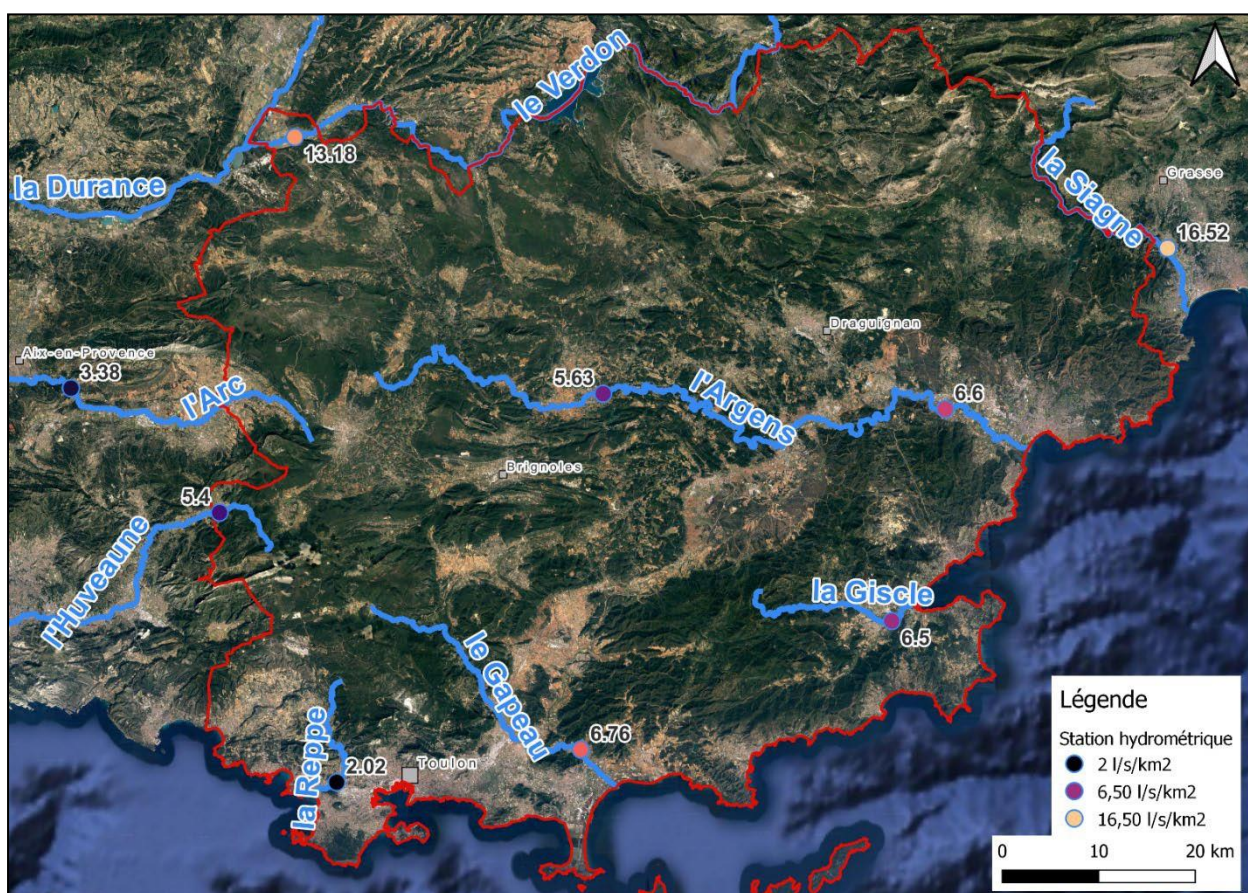 le Verdon
la Durance
13.18
la Siagne
Grasse
16.52
Draguignan
Aix-en-Provence
3.38
l'Arc
5.63
l'Argens
6.6
Brignoles
5.4
l'Huveaune
la Giscle
6.5
le Gapeau
6.76
la Reppe
2.02
Toulon
Légende
Station hydrométrique
2 l/s/km2
6,50 l/s/km2
16,50 l/s/km2
0 10 20 km